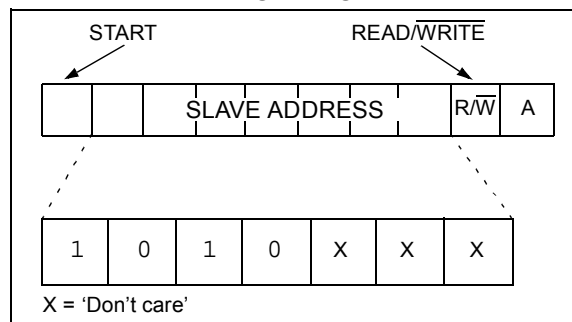 START READ/WRITE
SLAVE ADDRESS R/W A
1 0 1 0 X X X
X = ‘Don’t care’